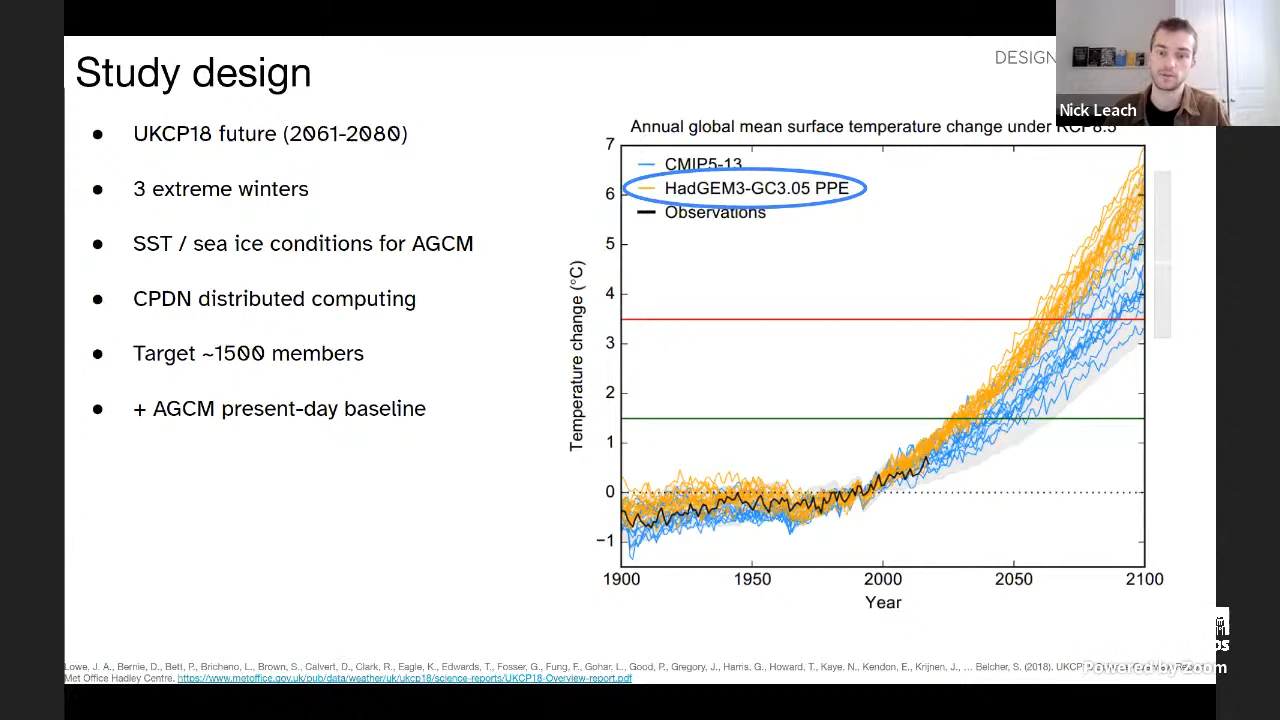 Study design
DESIGN
Nick Leach
● UKCP18 future (2061-2080)
● 3 extreme winters
● SST / sea ice conditions for AGCM
● CPDN distributed computing
● Target ~1500 members
● + AGCM present-day baseline
Annual global mean surface temperature change under RCP8.5
CMIP5-13
HadGEM3-GC3.05 PPE
Observations
Temperature change (°C)
7
6
5
4
3
2
1
0
−1
1900 1950 2000 2050 2100
Year
Lowe, J. A., Bernie, D., Bett, P., Bricheno, L., Brown, S., Calvert, D., Clark, R., Eagle, K., Edwards, T., Fosser, G., Fung, F., Gohar, L., Good, P., Gregory, J., Harris, G., Howard, T., Kaye, N., Kendon, E., Krijnen, J., … Belcher, S. (2018). UKCP
Met Office Hadley Centre. https://www.metoffice.gov.uk/pub/data/weather/uk/ukcp18/science-reports/UKCP18-Overview-report.pdf
Powered by Zoom